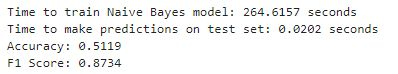 Time to train Naive Bayes model: 264.6157 seconds
Time to make predictions on test set: 0.0202 seconds
Accuracy: 0.5119
F1 Score: 0.8734